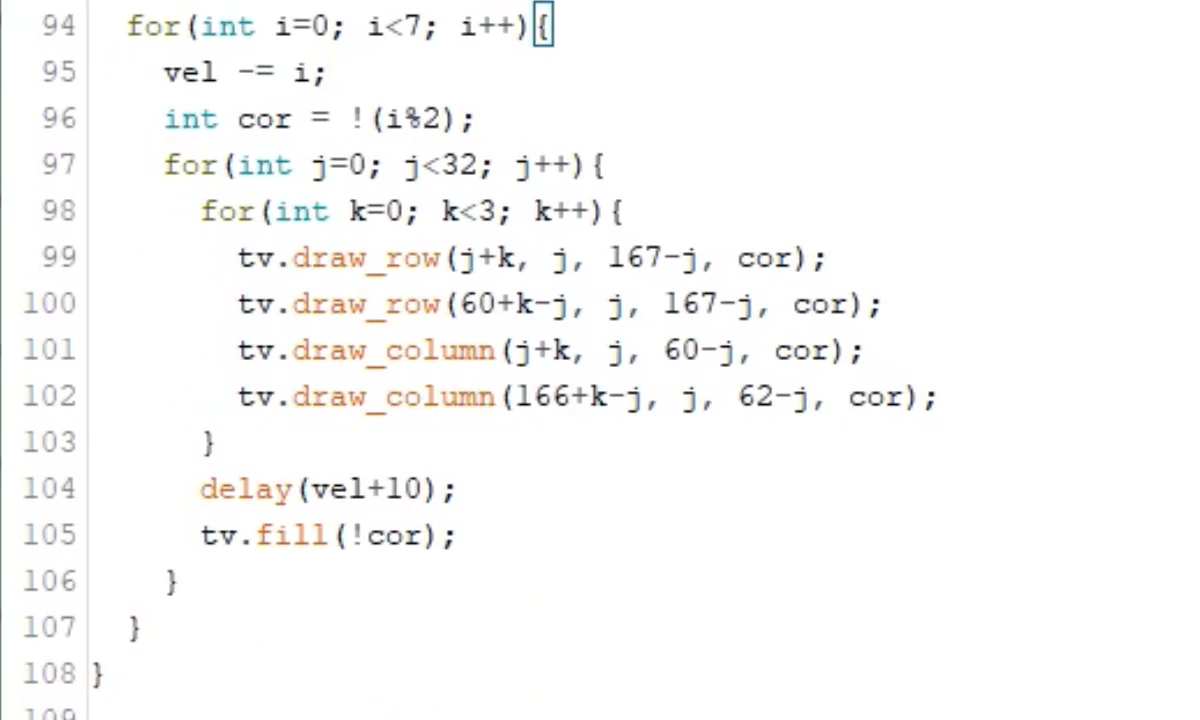 94 for(int i=0; i<7; i++){
95 vel -= i;
96 int cor = !(i%2);
97 for(int j=0; j<32; j++){
98 for(int k=0; k<3; k++){
99 tv.draw_row(j+k, j, 167-j, cor);
100 tv.draw_row(60+k-j, j, 167-j, cor);
101 tv.draw_column(j+k, j, 60-j, cor);
102 tv.draw_column(166+k-j, j, 62-j, cor);
103 }
104 delay(vel+10);
105 tv.fill(!cor);
106 }
107 }
108 }
109